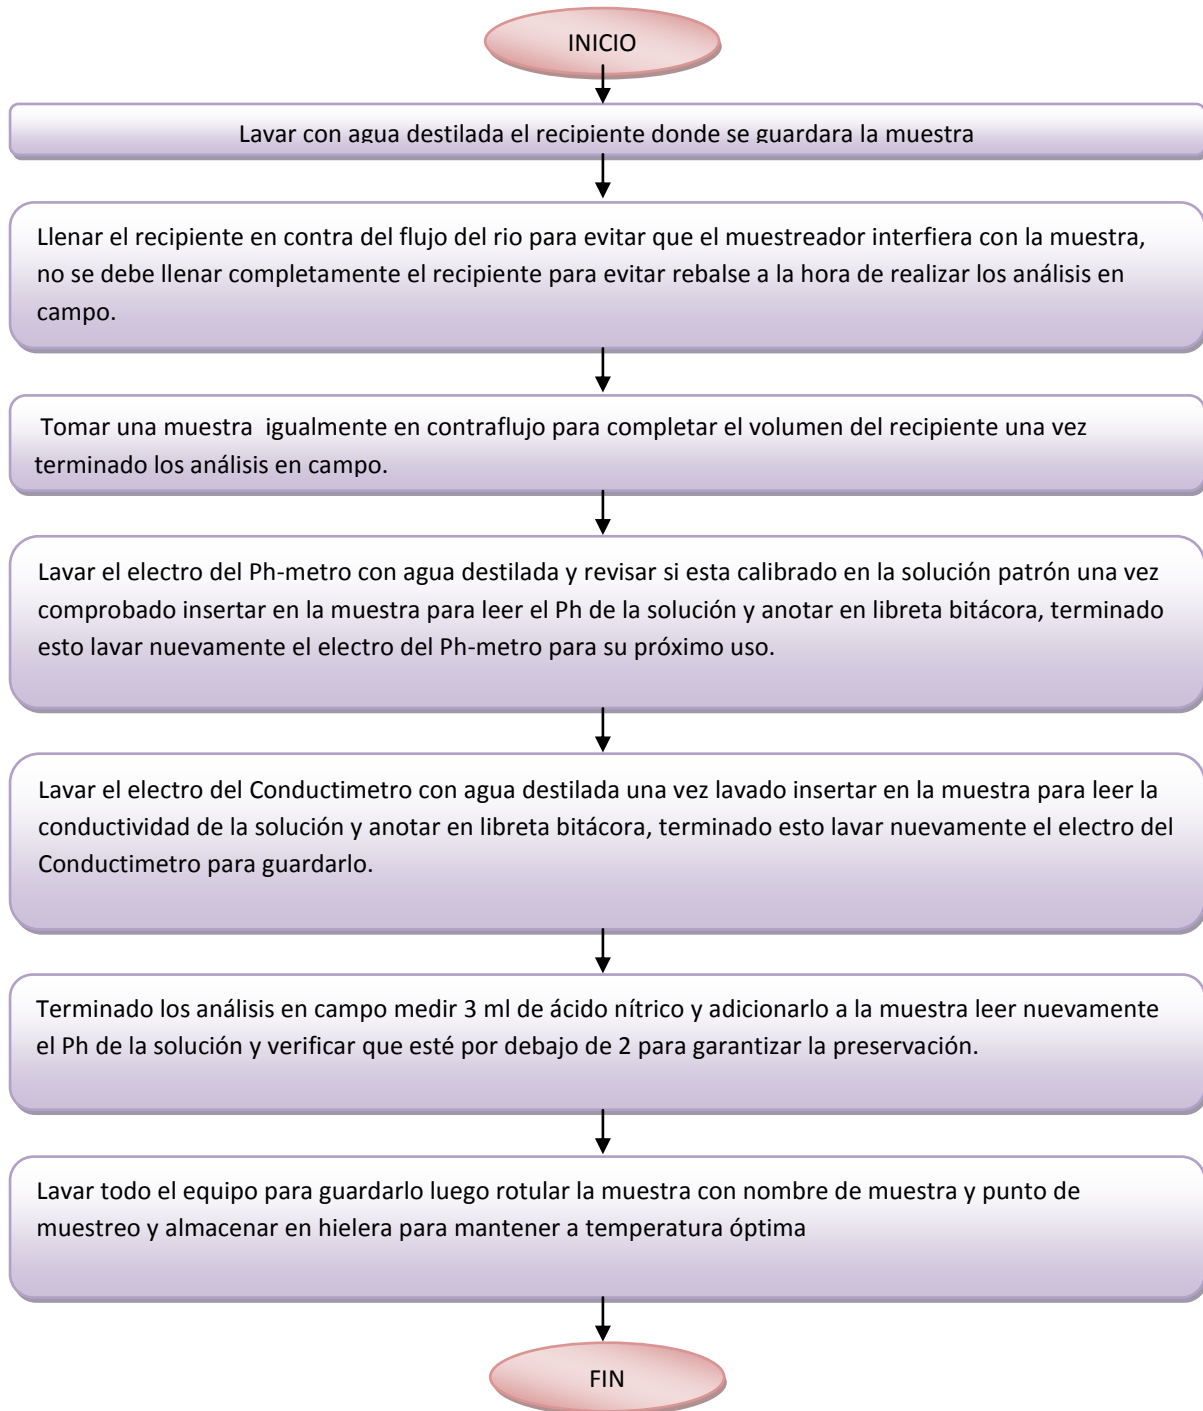 INICIO
Lavar con agua destilada el recipiente donde se guardara la muestra
Llenar el recipiente en contra del flujo del rio para evitar que el muestreador interfiera con la muestra,
no se debe llenar completamente el recipiente para evitar rebalse a la hora de realizar los análisis en
campo.
Tomar una muestra igualmente en contraflujo para completar el volumen del recipiente una vez
terminado los análisis en campo.
Lavar el electro del Ph-metro con agua destilada y revisar si esta calibrado en la solución patrón una vez
comprobado insertar en la muestra para leer el Ph de la solución y anotar en libreta bitácora, terminado
esto lavar nuevamente el electro del Ph-metro para su próximo uso.
Lavar el electro del Conductimetro con agua destilada una vez lavado insertar en la muestra para leer la
conductividad de la solución y anotar en libreta bitácora, terminado esto lavar nuevamente el electro del
Conductimetro para guardarlo.
Terminado los análisis en campo medir 3 ml de ácido nítrico y adicionarlo a la muestra leer nuevamente
el Ph de la solución y verificar que esté por debajo de 2 para garantizar la preservación.
Lavar todo el equipo para guardarlo luego rotular la muestra con nombre de muestra y punto de
muestreo y almacenar en hielera para mantener a temperatura óptima
FIN